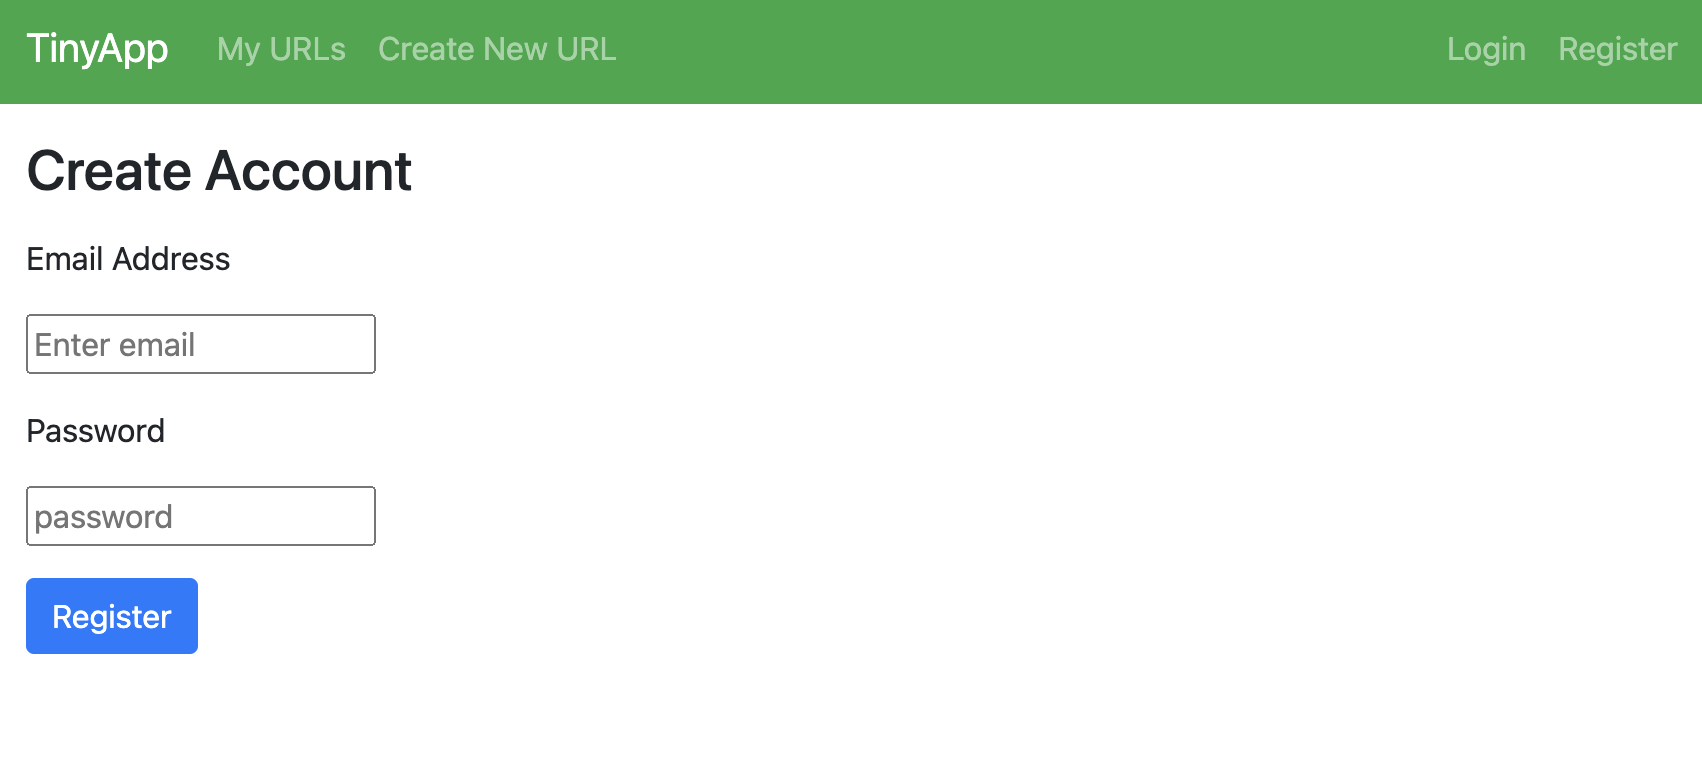 TinyApp My URLs Create New URL Login Register
Create Account
Email Address
Enter email
Password
password
Register